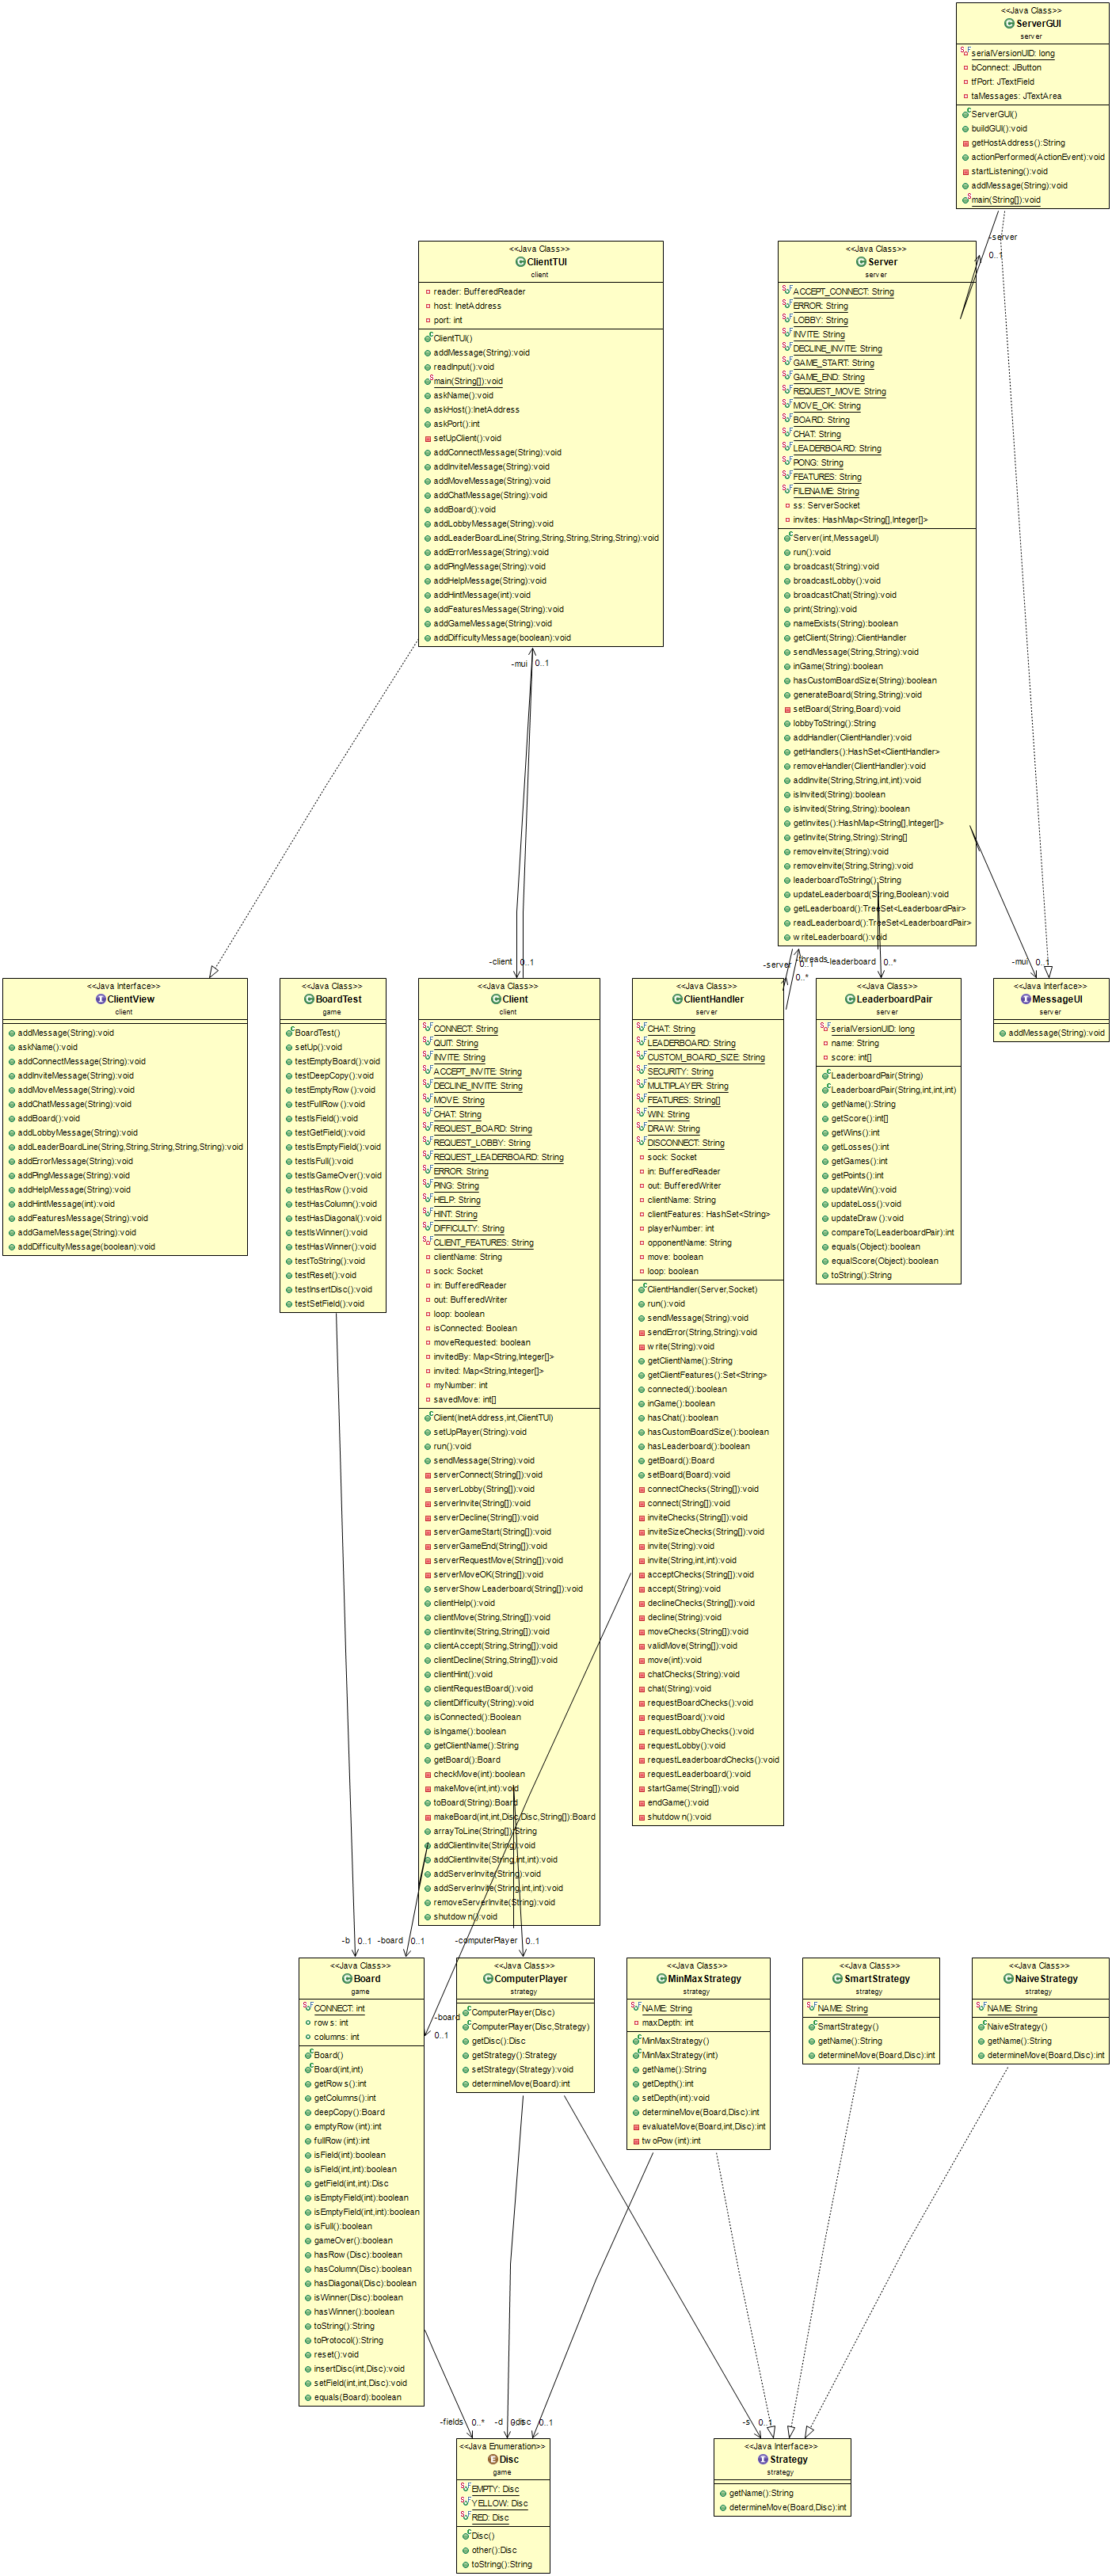 <<Java Class>>
ServerGUI
server
serialVersionUID: long
bConnect: JButton
tfPort: JTextField
taMessages: JTextArea
ServerGUI()
buildGUI():void
getHostAddress():String
actionPerformed(ActionEvent):void
startListening():void
addMessage(String):void
main(String[]):void
-server
0..1
<<Java Class>>
ClientTUI
client
reader: BufferedReader
host: InetAddress
port: int
ClientTUI()
addMessage(String):void
readInput():void
main(String[]):void
askName():void
askHost():InetAddress
askPort():int
setUpClient():void
addConnectMessage(String):void
addInviteMessage(String):void
addMoveMessage(String):void
addChatMessage(String):void
addBoard():void
addLobbyMessage(String):void
addLeaderBoardLine(String,String,String,String,String):void
addErrorMessage(String):void
addPingMessage(String):void
addHelpMessage(String):void
addHintMessage(int):void
addFeaturesMessage(String):void
addGameMessage(String):void
addDifficultyMessage(boolean):void
-mui 0..1
<<Java Class>>
Server
server
ACCEPT_CONNECT: String
ERROR: String
LOBBY: String
INVITE: String
DECLINE_INVITE: String
GAME_START: String
GAME_END: String
REQUEST_MOVE: String
MOVE_OK: String
BOARD: String
CHAT: String
LEADERBOARD: String
PONG: String
FEATURES: String
FILENAME: String
ss: ServerSocket
invites: HashMap<String[],Integer[]>
Server(int,MessageUI)
run():void
broadcast(String):void
broadcastLobby():void
broadcastChat(String):void
print(String):void
nameExists(String):boolean
getClient(String):ClientHandler
sendMessage(String,String):void
inGame(String):boolean
hasCustomBoardSize(String):boolean
generateBoard(String,String):void
setBoard(String,Board):void
lobbyToString():String
addHandler(ClientHandler):void
getHandlers():HashSet<ClientHandler>
removeHandler(ClientHandler):void
addInvite(String,String,int,int):void
isInvited(String):boolean
isInvited(String,String):boolean
getInvites():HashMap<String[],Integer[]>
getInvite(String,String):String[]
removeInvite(String):void
removeInvite(String,String):void
leaderboardToString():String
updateLeaderboard(String,Boolean):void
getLeaderboard():TreeSet<LeaderboardPair>
readLeaderboard():TreeSet<LeaderboardPair>
writeLeaderboard():void
-client 0..1
-server 0..1
-threads
0..*
-leaderboard 0..*
-mui 0..1
<<Java Interface>>
ClientView
client
addMessage(String):void
askName():void
addConnectMessage(String):void
addInviteMessage(String):void
addMoveMessage(String):void
addChatMessage(String):void
addBoard():void
addLobbyMessage(String):void
addLeaderBoardLine(String,String,String,String,String):void
addErrorMessage(String):void
addPingMessage(String):void
addHelpMessage(String):void
addHintMessage(int):void
addFeaturesMessage(String):void
addGameMessage(String):void
addDifficultyMessage(boolean):void
<<Java Class>>
BoardTest
game
BoardTest()
setUp():void
testEmptyBoard():void
testDeepCopy():void
testEmptyRow():void
testFullRow():void
testIsField():void
testGetField():void
testIsEmptyField():void
testIsFull():void
testIsGameOver():void
testHasRow():void
testHasColumn():void
testHasDiagonal():void
testIsWinner():void
testHasWinner():void
testToString():void
testReset():void
testInsertDisc():void
testSetField():void
<<Java Class>>
Client
client
CONNECT: String
QUIT: String
INVITE: String
ACCEPT_INVITE: String
DECLINE_INVITE: String
MOVE: String
CHAT: String
REQUEST_BOARD: String
REQUEST_LOBBY: String
REQUEST_LEADERBOARD: String
ERROR: String
PING: String
HELP: String
HINT: String
DIFFICULTY: String
CLIENT_FEATURES: String
clientName: String
sock: Socket
in: BufferedReader
out: BufferedWriter
loop: boolean
isConnected: Boolean
moveRequested: boolean
invitedBy: Map<String,Integer[]>
invited: Map<String,Integer[]>
myNumber: int
savedMove: int[]
Client(InetAddress,int,ClientTUI)
setUpPlayer(String):void
run():void
sendMessage(String):void
serverConnect(String[]):void
serverLobby(String[]):void
serverInvite(String[]):void
serverDecline(String[]):void
serverGameStart(String[]):void
serverGameEnd(String[]):void
serverRequestMove(String[]):void
serverMoveOK(String[]):void
serverShowLeaderboard(String[]):void
clientHelp():void
clientMove(String,String[]):void
clientInvite(String,String[]):void
clientAccept(String,String[]):void
clientDecline(String,String[]):void
clientHint():void
clientRequestBoard():void
clientDifficulty(String):void
isConnected():Boolean
isIngame():boolean
getClientName():String
getBoard():Board
checkMove(int):boolean
makeMove(int,int):void
toBoard(String):Board
makeBoard(int,int,Disc,Disc,String[]):Board
arrayToLine(String[]):String
addClientInvite(String):void
addClientInvite(String,int,int):void
addServerInvite(String):void
addServerInvite(String,int,int):void
removeServerInvite(String):void
shutdown():void
<<Java Class>>
ClientHandler
server
CHAT: String
LEADERBOARD: String
CUSTOM_BOARD_SIZE: String
SECURITY: String
MULTIPLAYER: String
FEATURES: String[]
WIN: String
DRAW: String
DISCONNECT: String
sock: Socket
in: BufferedReader
out: BufferedWriter
clientName: String
clientFeatures: HashSet<String>
playerNumber: int
opponentName: String
move: boolean
loop: boolean
ClientHandler(Server,Socket)
run():void
sendMessage(String):void
sendError(String,String):void
write(String):void
getClientName():String
getClientFeatures():Set<String>
connected():boolean
inGame():boolean
hasChat():boolean
hasCustomBoardSize():boolean
hasLeaderboard():boolean
getBoard():Board
setBoard(Board):void
connectChecks(String[]):void
connect(String[]):void
inviteChecks(String[]):void
inviteSizeChecks(String[]):void
invite(String):void
invite(String,int,int):void
acceptChecks(String[]):void
accept(String):void
declineChecks(String[]):void
decline(String):void
moveChecks(String[]):void
validMove(String[]):void
move(int):void
chatChecks(String):void
chat(String):void
requestBoardChecks():void
requestBoard():void
requestLobbyChecks():void
requestLobby():void
requestLeaderboardChecks():void
requestLeaderboard():void
startGame(String[]):void
endGame():void
shutdown():void
<<Java Class>>
LeaderboardPair
server
serialVersionUID: long
name: String
score: int[]
LeaderboardPair(String)
LeaderboardPair(String,int,int,int)
getName():String
getScore():int[]
getWins():int
getLosses():int
getGames():int
getPoints():int
updateWin():void
updateLoss():void
updateDraw():void
compareTo(LeaderboardPair):int
equals(Object):boolean
equalScore(Object):boolean
toString():String
<<Java Interface>>
MessageUI
server
addMessage(String):void
-b 0..1
-board 0..1
-computerPlayer 0..1
-board
0..1
<<Java Class>>
Board
game
CONNECT: int
rows: int
columns: int
Board()
Board(int,int)
getRows():int
getColumns():int
deepCopy():Board
emptyRow(int):int
fullRow(int):int
isField(int):boolean
isField(int,int):boolean
getField(int,int):Disc
isEmptyField(int):boolean
isEmptyField(int,int):boolean
isFull():boolean
gameOver():boolean
hasRow(Disc):boolean
hasColumn(Disc):boolean
hasDiagonal(Disc):boolean
isWinner(Disc):boolean
hasWinner():boolean
toString():String
toProtocol():String
reset():void
insertDisc(int,Disc):void
setField(int,int,Disc):void
equals(Board):boolean
<<Java Class>>
ComputerPlayer
strategy
ComputerPlayer(Disc)
ComputerPlayer(Disc,Strategy)
getDisc():Disc
getStrategy():Strategy
setStrategy(Strategy):void
determineMove(Board):int
<<Java Class>>
MinMaxStrategy
strategy
NAME: String
maxDepth: int
MinMaxStrategy()
MinMaxStrategy(int)
getName():String
getDepth():int
setDepth(int):void
determineMove(Board,Disc):int
evaluateMove(Board,int,Disc):int
twoPow(int):int
<<Java Class>>
SmartStrategy
strategy
NAME: String
SmartStrategy()
getName():String
determineMove(Board,Disc):int
<<Java Class>>
NaiveStrategy
strategy
NAME: String
NaiveStrategy()
getName():String
determineMove(Board,Disc):int
-fields 0..*
-d
-disc 0..1
-s 0..1
<<Java Enumeration>>
Disc
game
EMPTY: Disc
YELLOW: Disc
RED: Disc
Disc()
other():Disc
toString():String
<<Java Interface>>
Strategy
strategy
getName():String
determineMove(Board,Disc):int